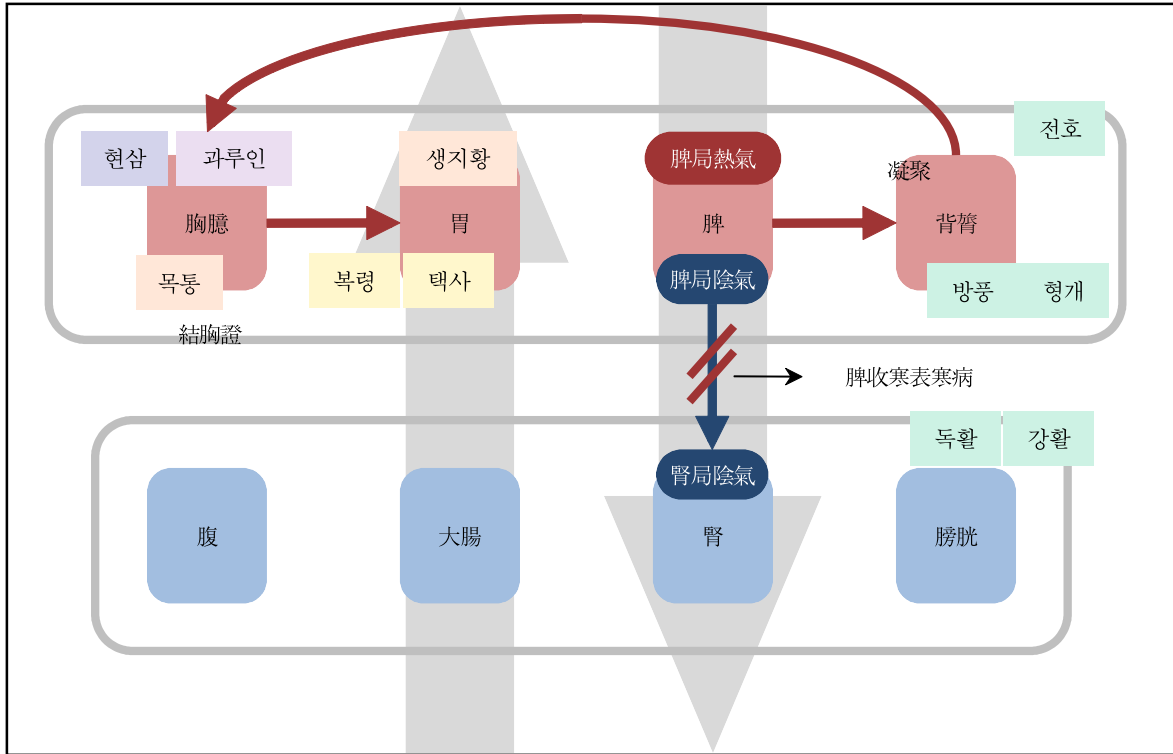 전호
현삼
과루인
생지황
脾局熱氣
凝聚
胸臆
胃
脾
背膂
목통
복령
택사
脾局陰氣
방풍
형개
結胸證
脾收寒表寒病
독활
강활
腎局陰氣
腹
大腸
腎
膀胱